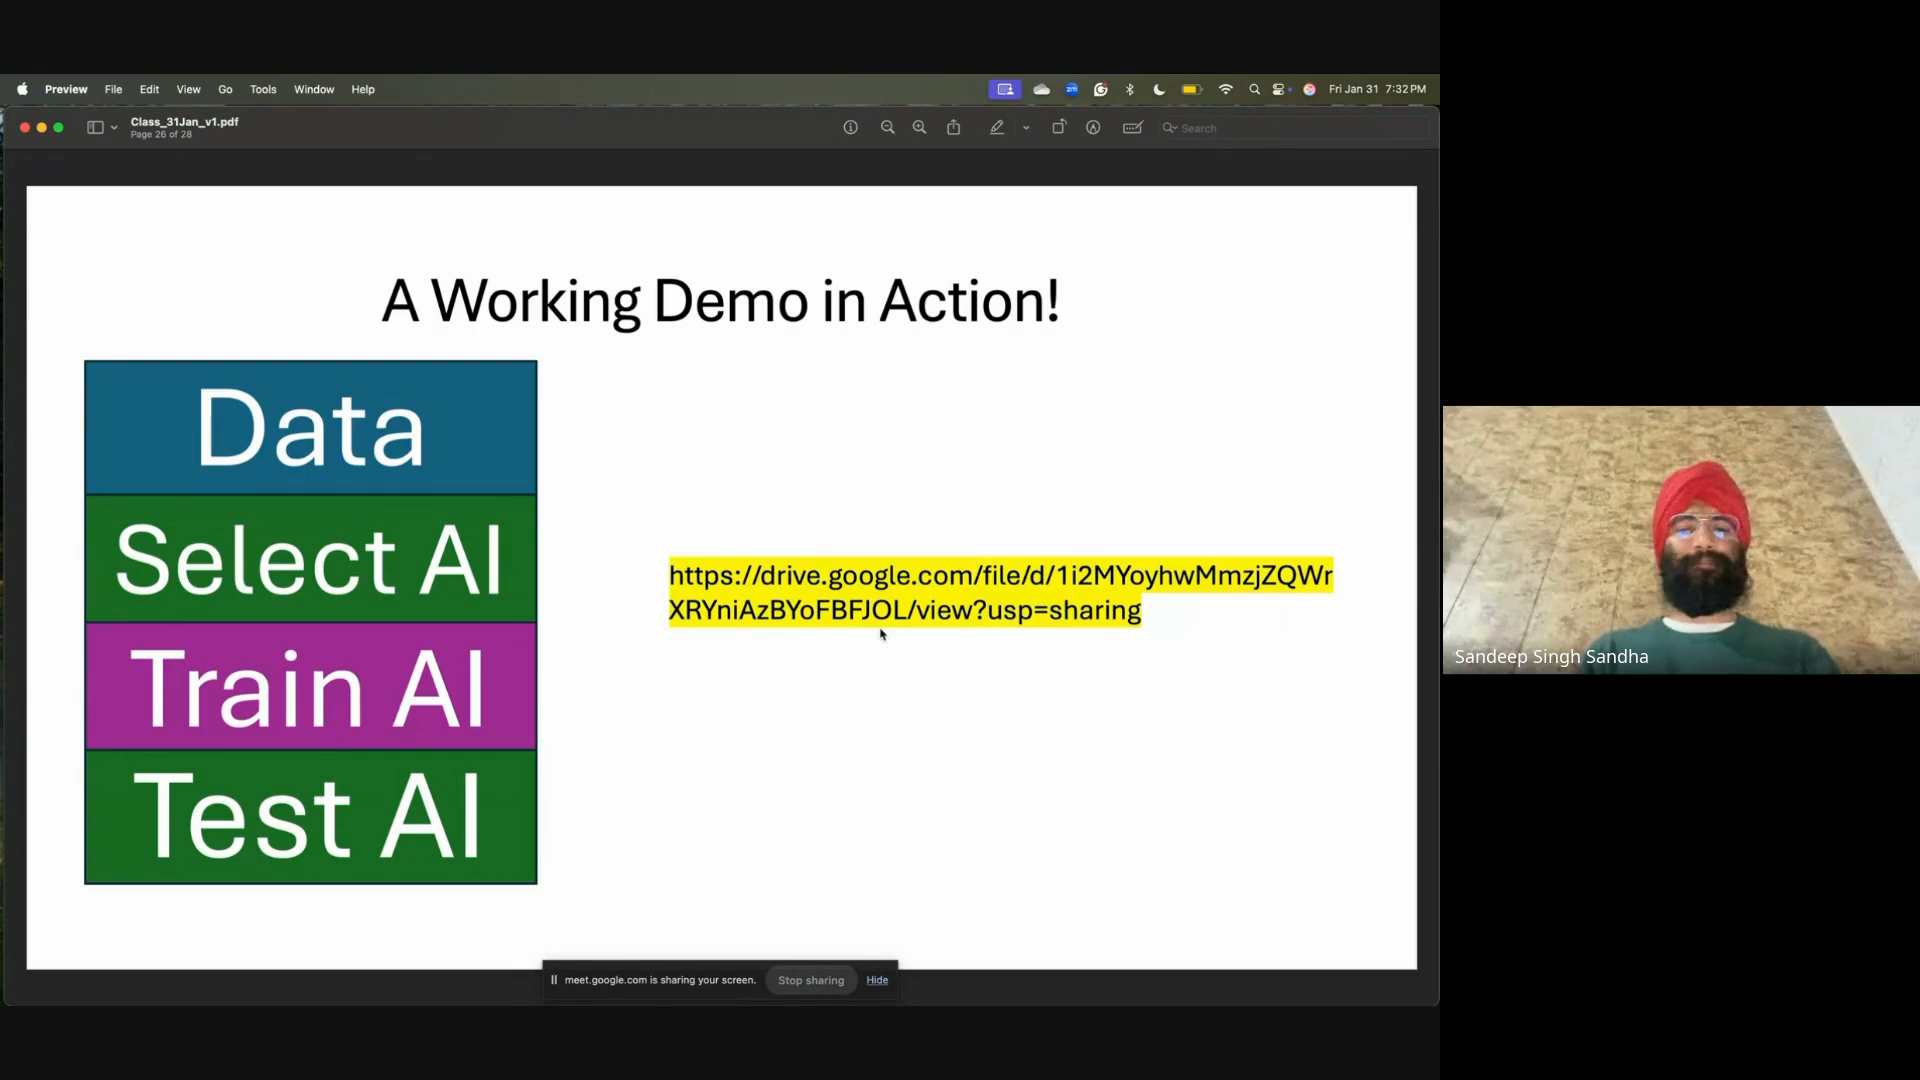 Preview File Edit View Go Tools Window Help
Fri Jan 31 7:32 PM
Class_31Jan_v1.pdf
Page 26 of 28
Search
A Working Demo in Action!
Data
Select AI
Train AI
Test AI
https://drive.google.com/file/d/1i2MYoyhwMmzjZQWr
XRYniAzBYoFBFJOL/view?usp=sharing
Sandeep Singh Sandha
meet.google.com is sharing your screen. Stop sharing Hide